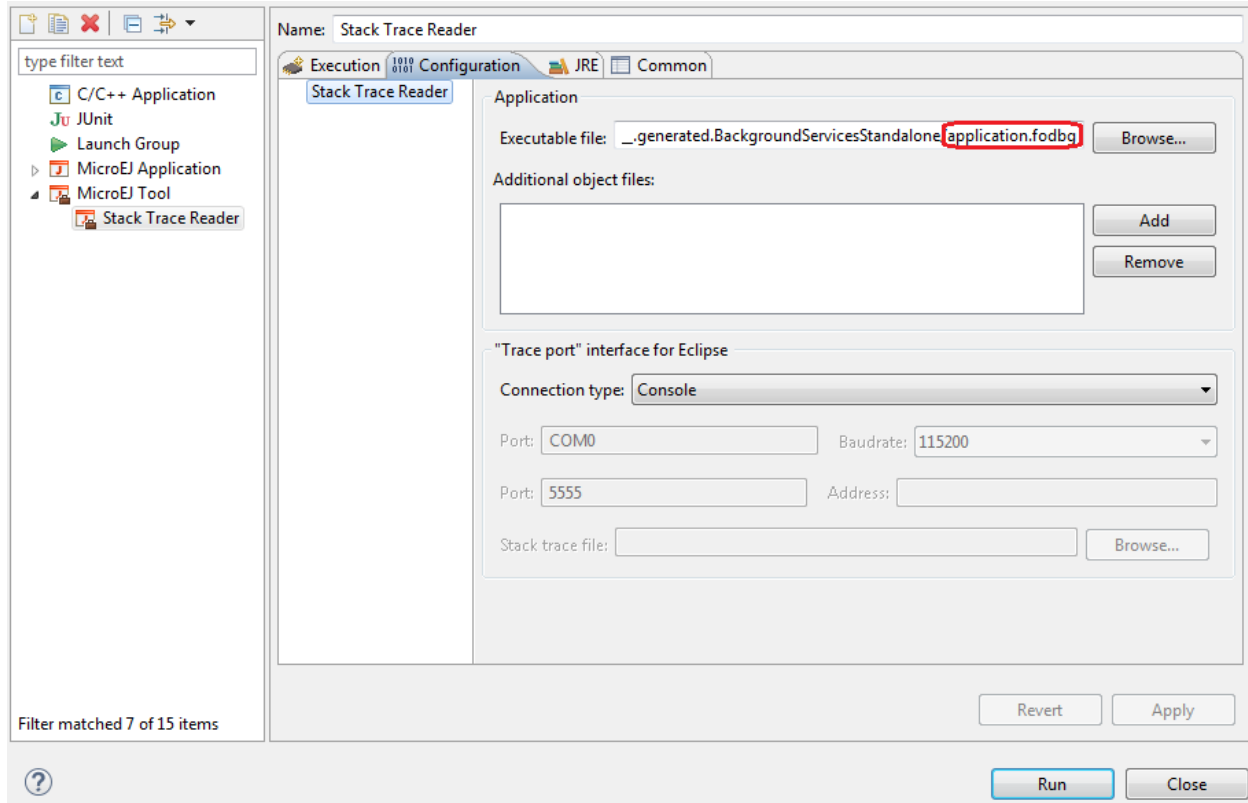 type filter text
C/C++ Application
JUnit
Launch Group
MicroEJ Application
MicroEJ Tool
Stack Trace Reader
Filter matched 7 of 15 items
Name: Stack Trace Reader
Execution Configuration JRE Common
Stack Trace Reader
Application
Executable file: __.generated.BackgroundServicesStandalone/application.fodbg Browse...
Additional object files:
Add
Remove
"Trace port" interface for Eclipse
Connection type: Console
Port: COM0 Baudrate: 115200
Port: 5555 Address:
Stack trace file: Browse...
Revert Apply
? Run Close